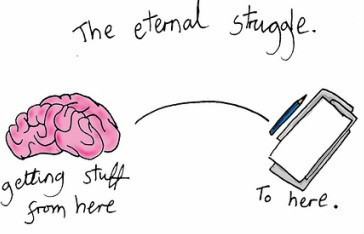 The eternal struggle.
getting stuff
from here
To here.